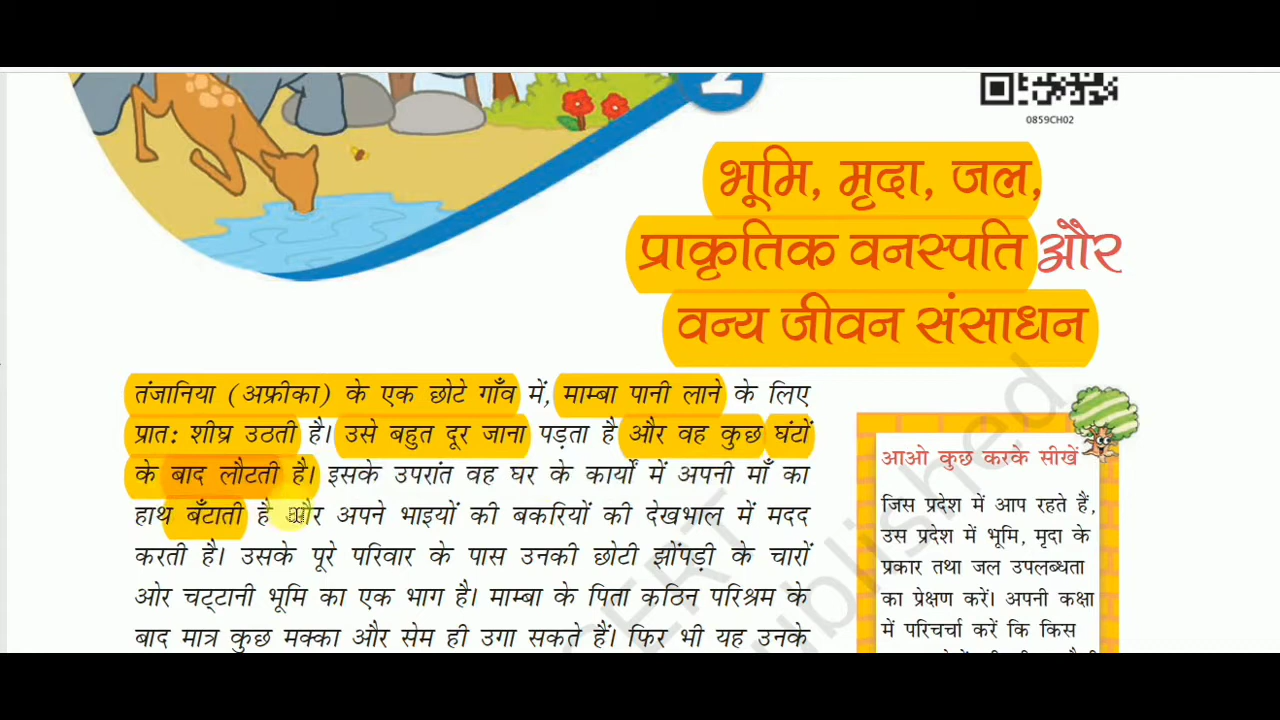 2
0859CH02
भूमि, मृदा, जल,
प्राकृतिक वनस्पति और
वन्य जीवन संसाधन
तंजानिया (अफ्रीका) के एक छोटे गाँव में, माम्बा पानी लाने के लिए
प्रातः शीघ्र उठती है। उसे बहुत दूर जाना पड़ता है और वह कुछ घंटों
के बाद लौटती है। इसके उपरांत वह घर के कार्यों में अपनी माँ का
हाथ बँटाती है और अपने भाइयों की बकरियों की देखभाल में मदद
करती है। उसके पूरे परिवार के पास उनकी छोटी झोंपड़ी के चारों
ओर चट्टानी भूमि का एक भाग है। माम्बा के पिता कठिन परिश्रम के
बाद मात्र कुछ मक्का और सेम ही उगा सकते हैं। फिर भी यह उनके
आओ कुछ करके सीखें
जिस प्रदेश में आप रहते हैं,
उस प्रदेश में भूमि, मृदा के
प्रकार तथा जल उपलब्धता
का प्रेक्षण करें। अपनी कक्षा
में परिचर्चा करें कि किस